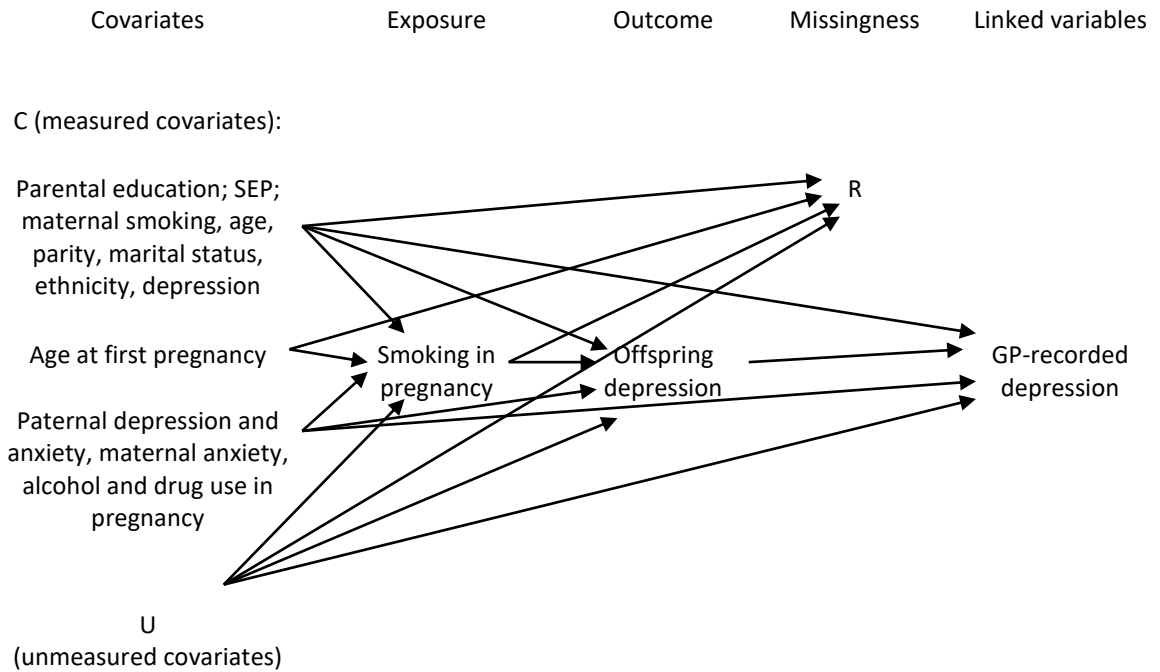 Covariates Exposure Outcome Missingness Linked variables
C (measured covariates):
Parental education; SEP;
maternal smoking, age,
parity, marital status,
ethnicity, depression
R
Age at first pregnancy
Smoking in
pregnancy
Offspring
depression
GP-recorded
depression
Paternal depression and
anxiety, maternal anxiety,
alcohol and drug use in
pregnancy
U
(unmeasured covariates)